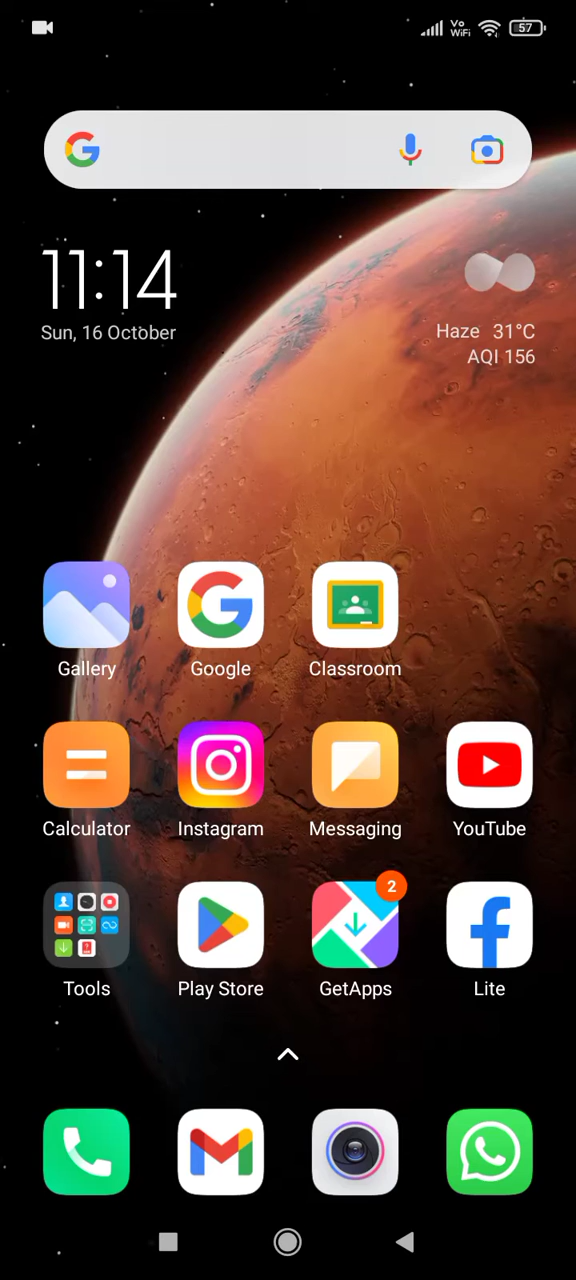 Vo
WiFi
57
11:14
Sun, 16 October
Haze 31°C
AQI 156
Gallery
Google
Classroom
Calculator
Instagram
Messaging
YouTube
2
Tools
Play Store
GetApps
Lite